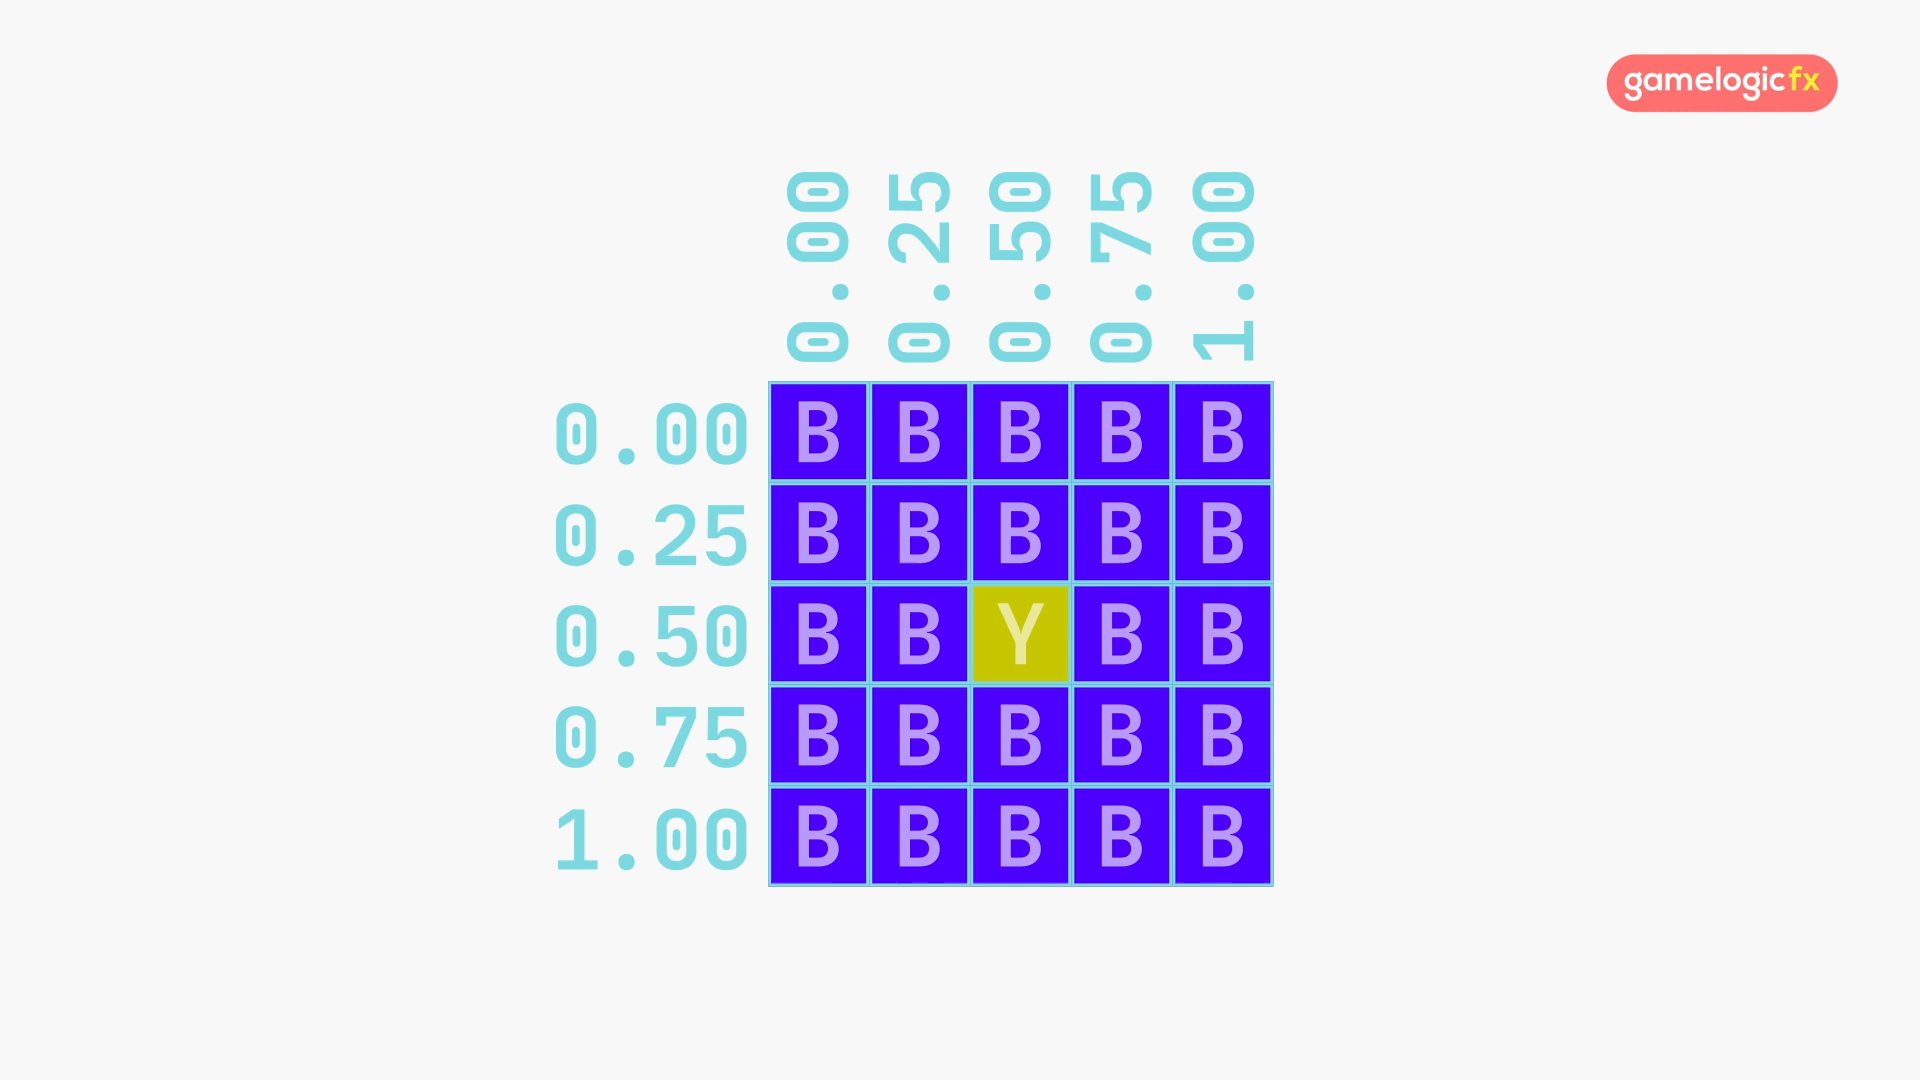 gamelogicfx
0.00 0.25 0.50 0.75 1.00
0.00 B B B B B
0.25 B B B B B
0.50 B B Y B B
0.75 B B B B B
1.00 B B B B B